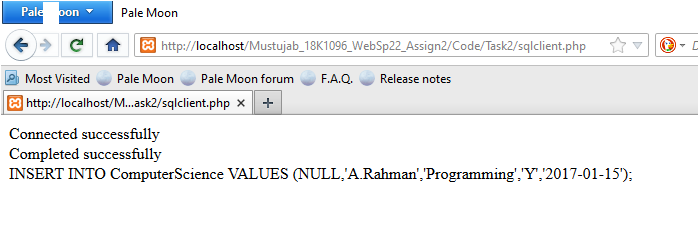 Pale Moon
Pale Moon
http://localhost/Mustujab_18K1096_WebSp22_Assign2/Code/Task2/sqlclient.php
Most Visited Pale Moon Pale Moon forum F.A.Q. Release notes
http://localhost/M...ask2/sqlclient.php
Connected successfully
Completed successfully
INSERT INTO ComputerScience VALUES (NULL,'A.Rahman','Programming','Y','2017-01-15');